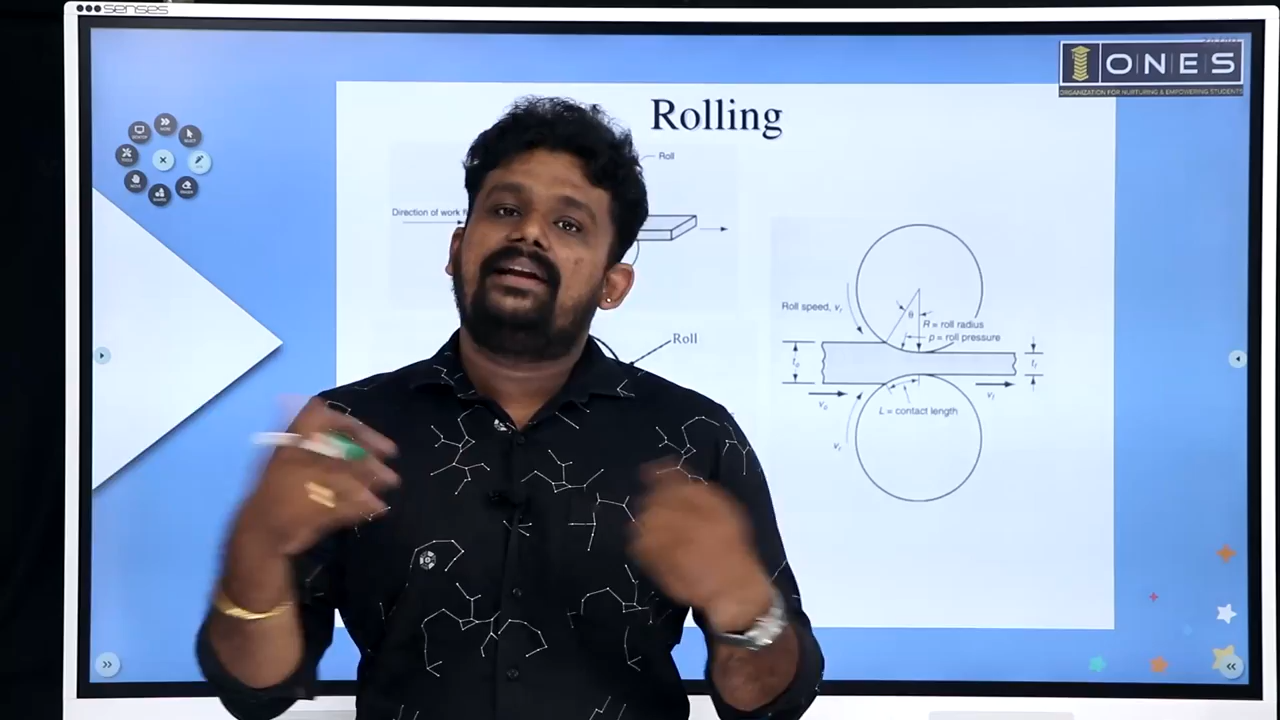 senses
ONES
ORGANIZATION FOR NURTURING & EMPOWERING STUDENTS
Rolling
Roll
Direction of work
Roll
Roll speed, vr
θ
R = roll radius
p = roll pressure
to
tf
vo
vf
L = contact length
vr